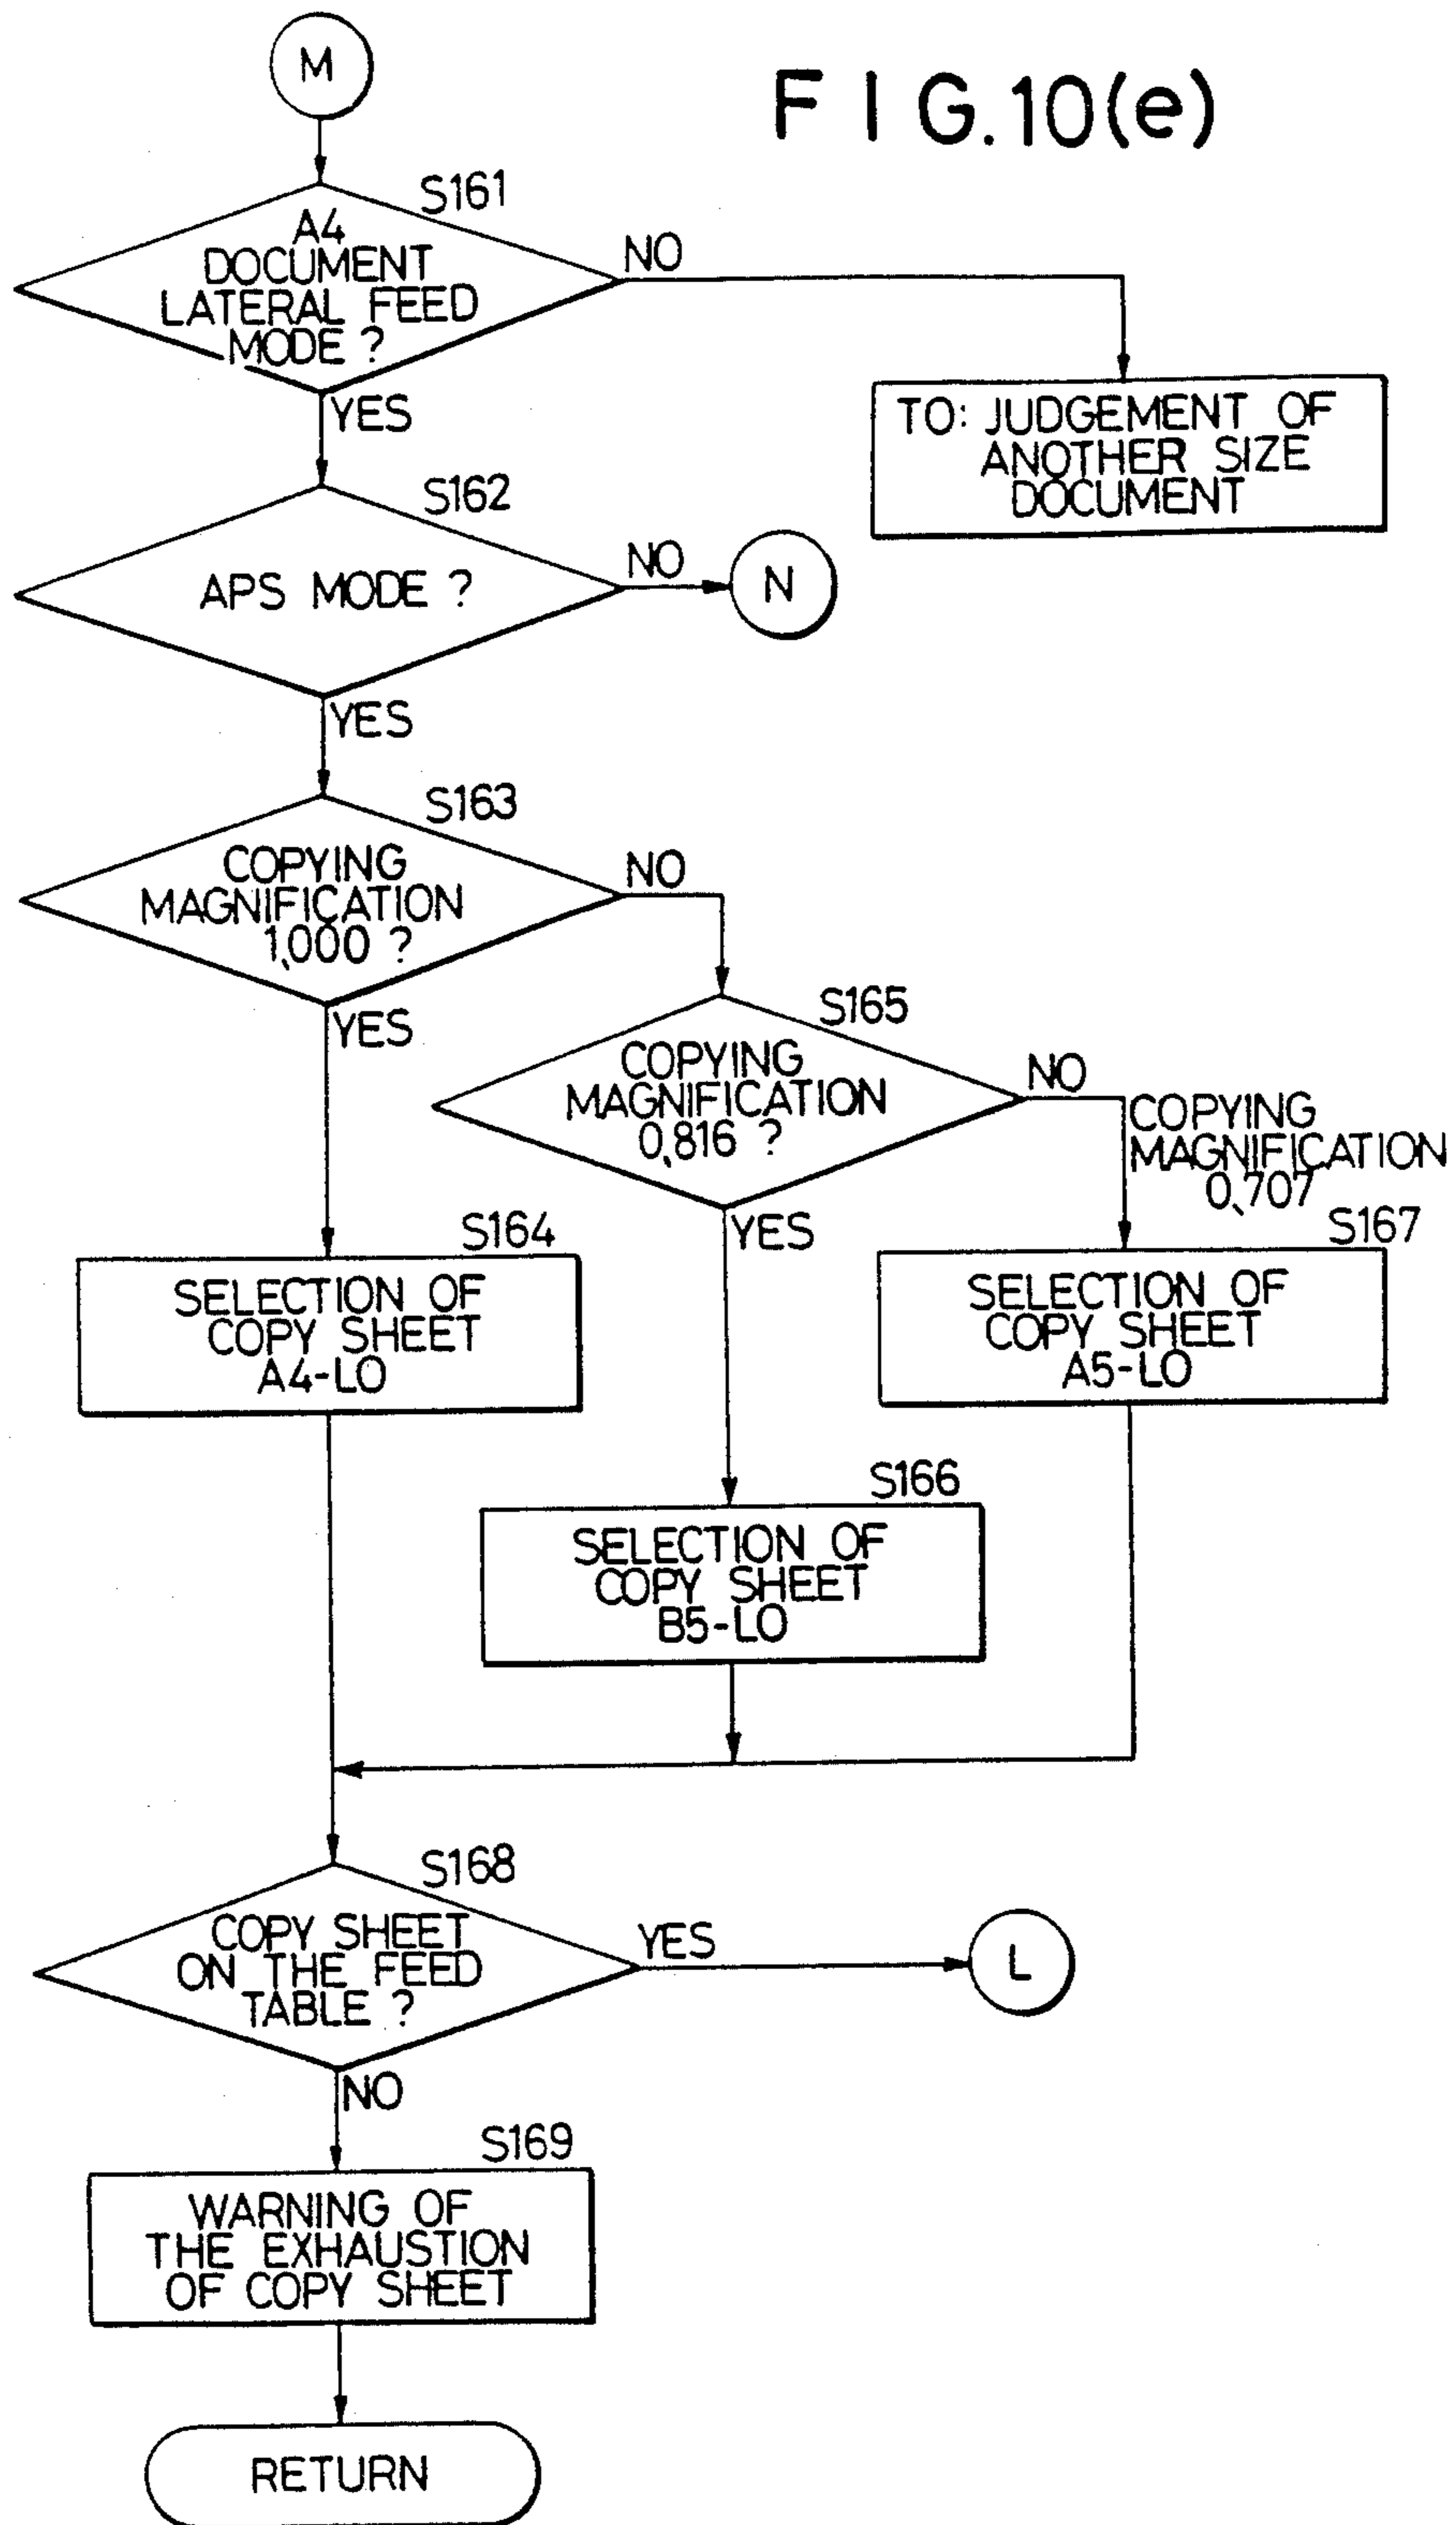 M
F I G.10(e)
S161
A4
DOCUMENT
LATERAL FEED
MODE ?
NO
YES
TO: JUDGEMENT OF
ANOTHER SIZE
DOCUMENT
S162
APS MODE ?
NO
N
YES
S163
COPYING
MAGNIFICATION
1,000 ?
NO
YES
S165
COPYING
MAGNIFICATION
0,816 ?
NO
COPYING
MAGNIFICATION
0,707
YES
S164
SELECTION OF
COPY SHEET
A4-LO
S167
SELECTION OF
COPY SHEET
A5-LO
S166
SELECTION OF
COPY SHEET
B5-LO
S168
COPY SHEET
ON THE FEED
TABLE ?
YES
L
NO
S169
WARNING OF
THE EXHAUSTION
OF COPY SHEET
RETURN